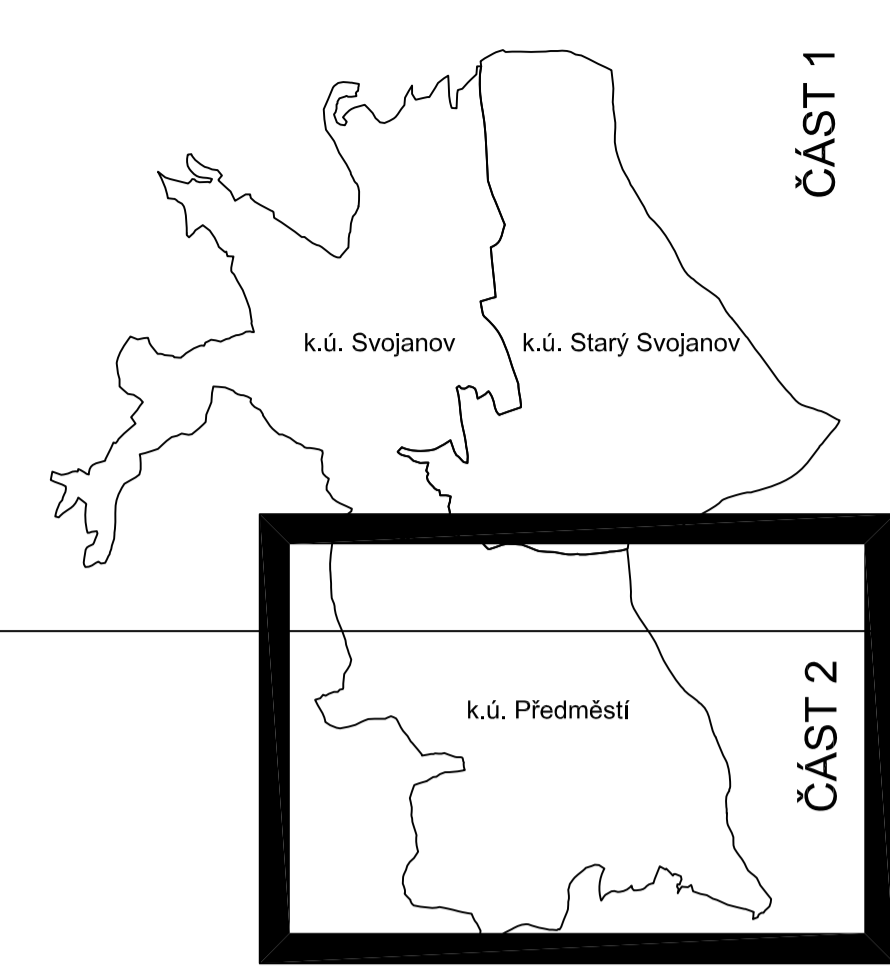 ČÁST 1
k.ú. Svojanov
k.ú. Starý Svojanov
k.ú. Předměstí
ČÁST 2